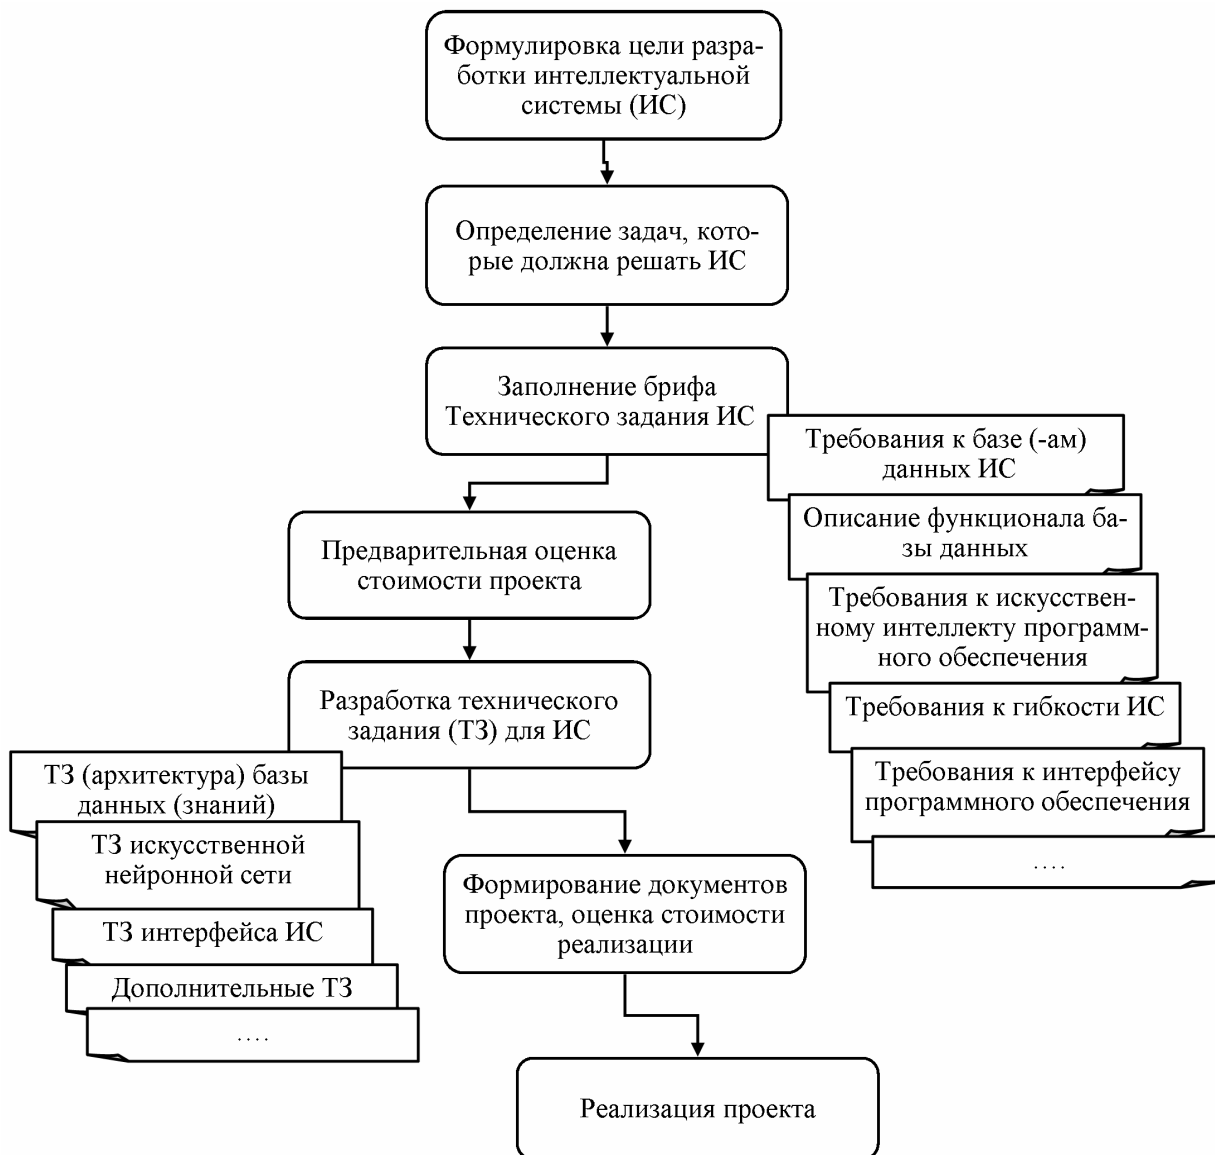 Формулировка цели разра-
ботки интеллектуальной
системы (ИС)
Определение задач, кото-
рые должна решать ИС
Заполнение брифа
Технического задания ИС
Требования к базе (-ам)
данных ИС
Описание функционала ба-
зы данных
Требования к искусствен-
ному интеллекту программ-
ного обеспечения
Требования к гибкости ИС
Требования к интерфейсу
программного обеспечения
....
Предварительная оценка
стоимости проекта
Разработка технического
задания (ТЗ) для ИС
ТЗ (архитектура) базы
данных (знаний)
ТЗ искусственной
нейронной сети
ТЗ интерфейса ИС
Дополнительные ТЗ
....
Формирование документов
проекта, оценка стоимости
реализации
Реализация проекта